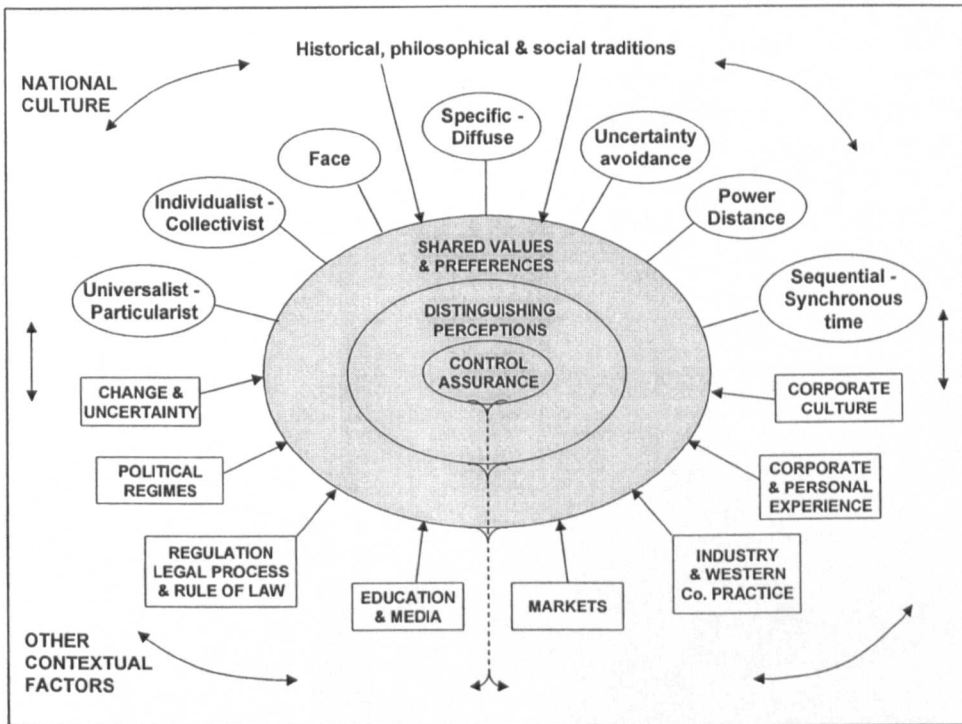 Historical, philosophical & social traditions
NATIONAL
CULTURE
Specific -
Diffuse
Uncertainty
avoidance
Face
Power
Distance
Individualist -
Collectivist
SHARED VALUES
& PREFERENCES
Universalist -
Particularist
Sequential -
Synchronous
time
DISTINGUISHING
PERCEPTIONS
CONTROL
ASSURANCE
CHANGE &
UNCERTAINTY
CORPORATE
CULTURE
POLITICAL
REGIMES
CORPORATE
& PERSONAL
EXPERIENCE
REGULATION
LEGAL PROCESS
& RULE OF LAW
EDUCATION
& MEDIA
MARKETS
INDUSTRY
& WESTERN
Co. PRACTICE
OTHER
CONTEXTUAL
FACTORS